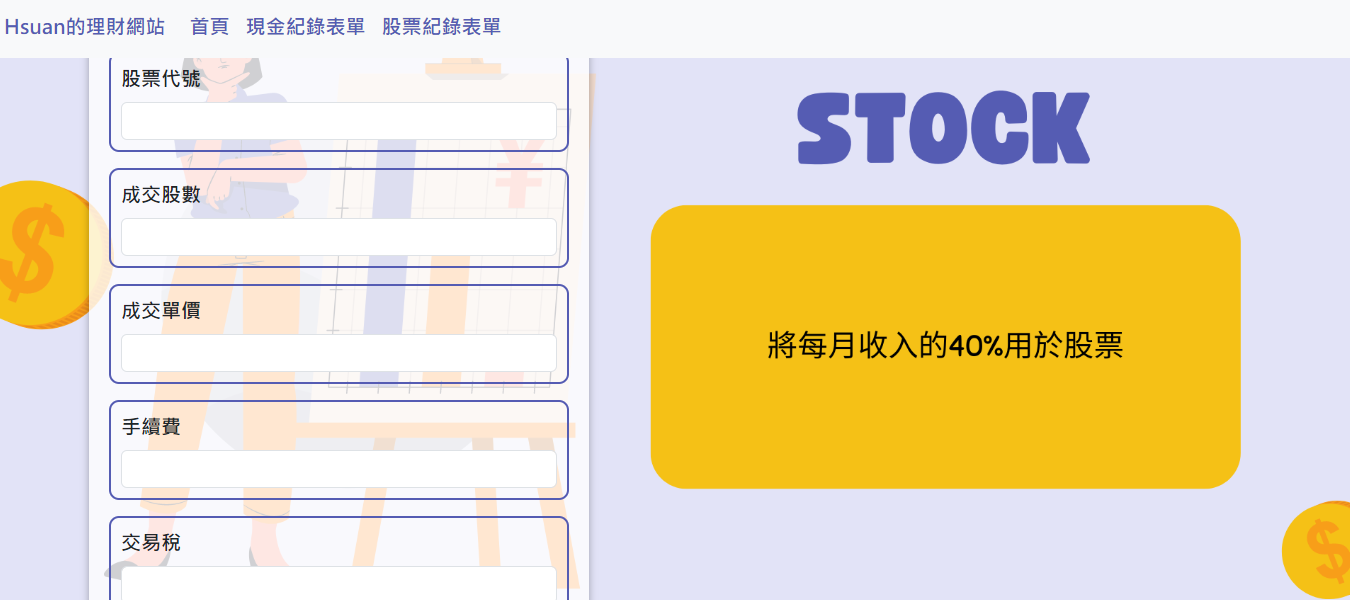 Hsuan的理財網站 首頁 現金紀錄表單 股票紀錄表單
股票代號
成交股數
成交單價
手續費
交易稅
STOCK
將每月收入的40%用於股票
¥
$
$